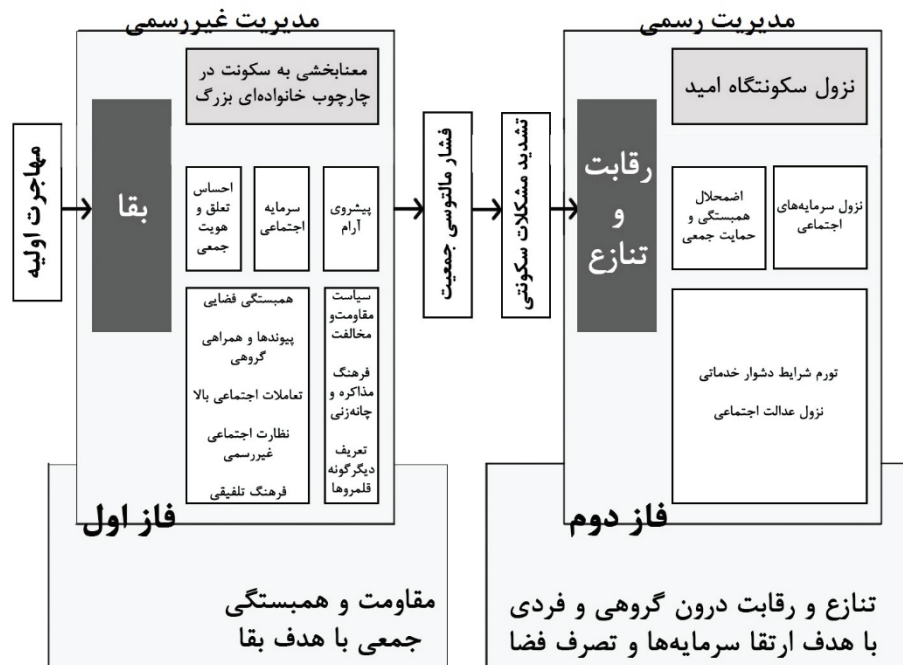 مدیریت غیررسمی
مدیریت رسمی
مهاجرت اولیه
بقا
معنابخشی به سکونت در
چارچوب خانواده‌ای بزرگ
احساس
تعلق و
هویت
جمعی
سرمایه
اجتماعی
پیشروی
آرام
همبستگی فضایی
پیوندها و همراهی
گروهی
تعاملات اجتماعی بالا
نظارت اجتماعی
غیررسمی
فرهنگ تلفیقی
سیاست
مقاومت‌و
مخالفت
فرهنگ
مذاکره و
چانه‌زنی
تعریف
دیگرگونه
قلمروها
فاز اول
مقاومت و همبستگی
جمعی با هدف بقا
فشار مالتوسی جمعیت
تشدید مشکلات سکونتی
رقابت
و
تنازع
نزول سکونتگاه امید
اضمحلال
همبستگی و
حمایت جمعی
نزول سرمایه‌های
اجتماعی
تورم شرایط دشوار خدماتی
نزول عدالت اجتماعی
فاز دوم
تنازع و رقابت درون گروهی و فردی
با هدف ارتقا سرمایه‌ها و تصرف فضا